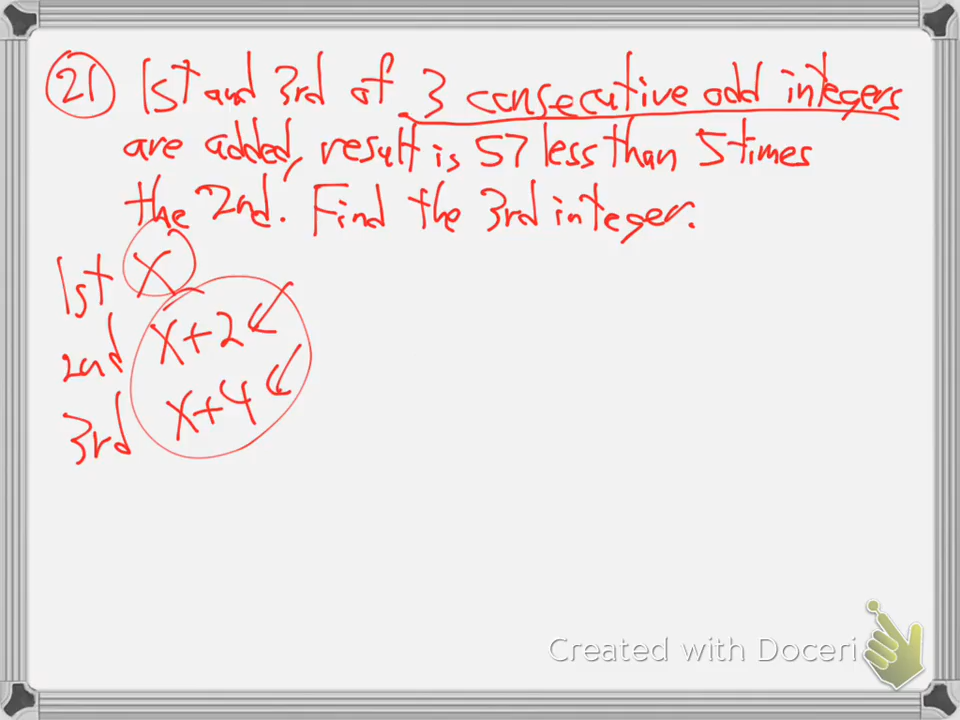 21 1st and 3rd of 3 consecutive odd integers
are added, result is 57 less than 5 times
the 2nd. Find the 3rd integer.
1st x
2nd x+2
3rd x+4
Created with Doceri